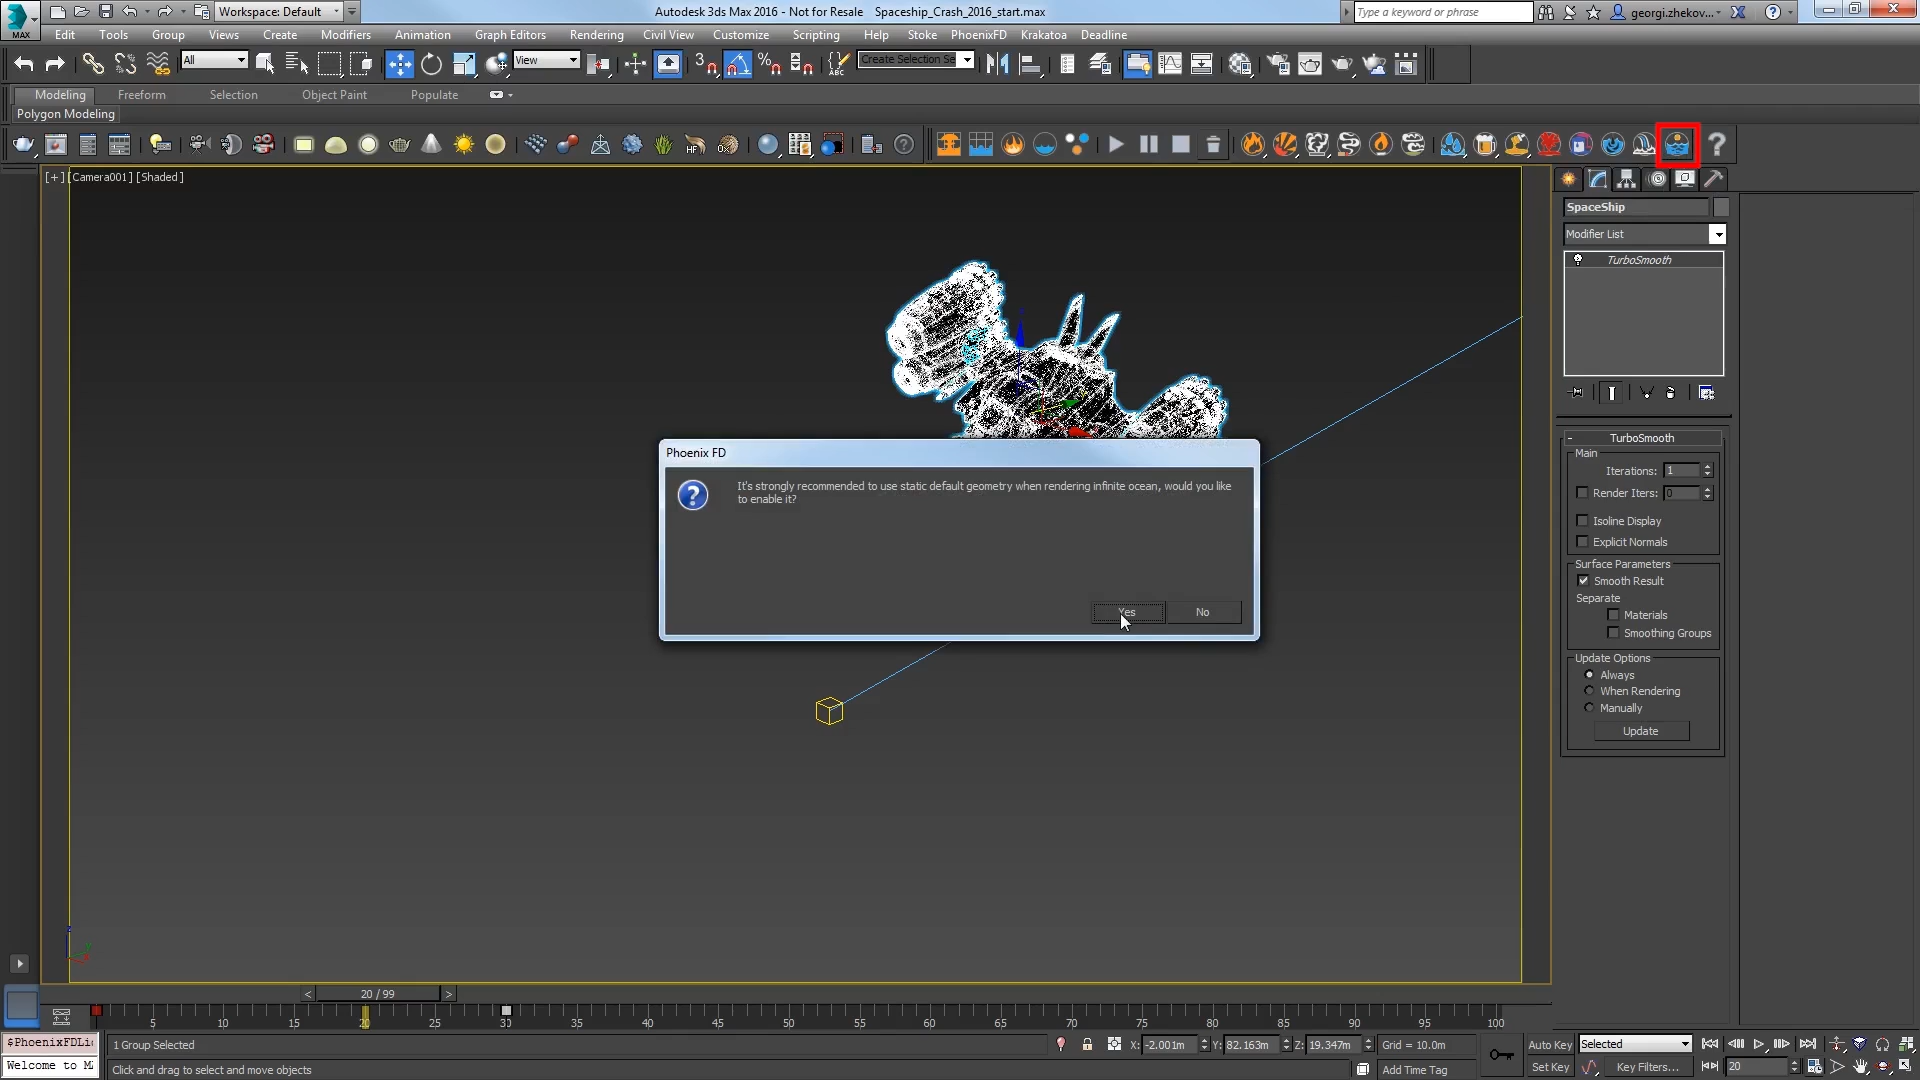 Workspace: Default
Autodesk 3ds Max 2016 - Not for Resale Spaceship_Crash_2016_start.max
Type a keyword or phrase
georgi.zhekov...
MAX
Edit Tools Group Views Create Modifiers Animation Graph Editors Rendering Civil View Customize Scripting Help Stoke PhoenixFD Krakatoa Deadline
All
View
3
ABC
Create Selection Se
Modeling Freeform Selection Object Paint Populate
Polygon Modeling
HF
[+] [Camera001] [Shaded]
SpaceShip
Modifier List
TurboSmooth
Phoenix FD
It's strongly recommended to use static default geometry when rendering infinite ocean, would you like
to enable it?
Yes No
- TurboSmooth
Main
Iterations: 1
Render Iters: 0
Isoline Display
Explicit Normals
Surface Parameters
Smooth Result
Separate
Materials
Smoothing Groups
Update Options
Always
When Rendering
Manually
Update
< 20 / 99 >
5 10 15 20 25 30 35 40 45 50 55 60 65 70 75 80 85 90 95 100
$PhoenixFDLi
1 Group Selected
X: -2.001m Y: 82.163m Z: 19.347m Grid = 10.0m
Auto Key Selected
Welcome to M
Click and drag to select and move objects
Add Time Tag
Set Key Key Filters... 20